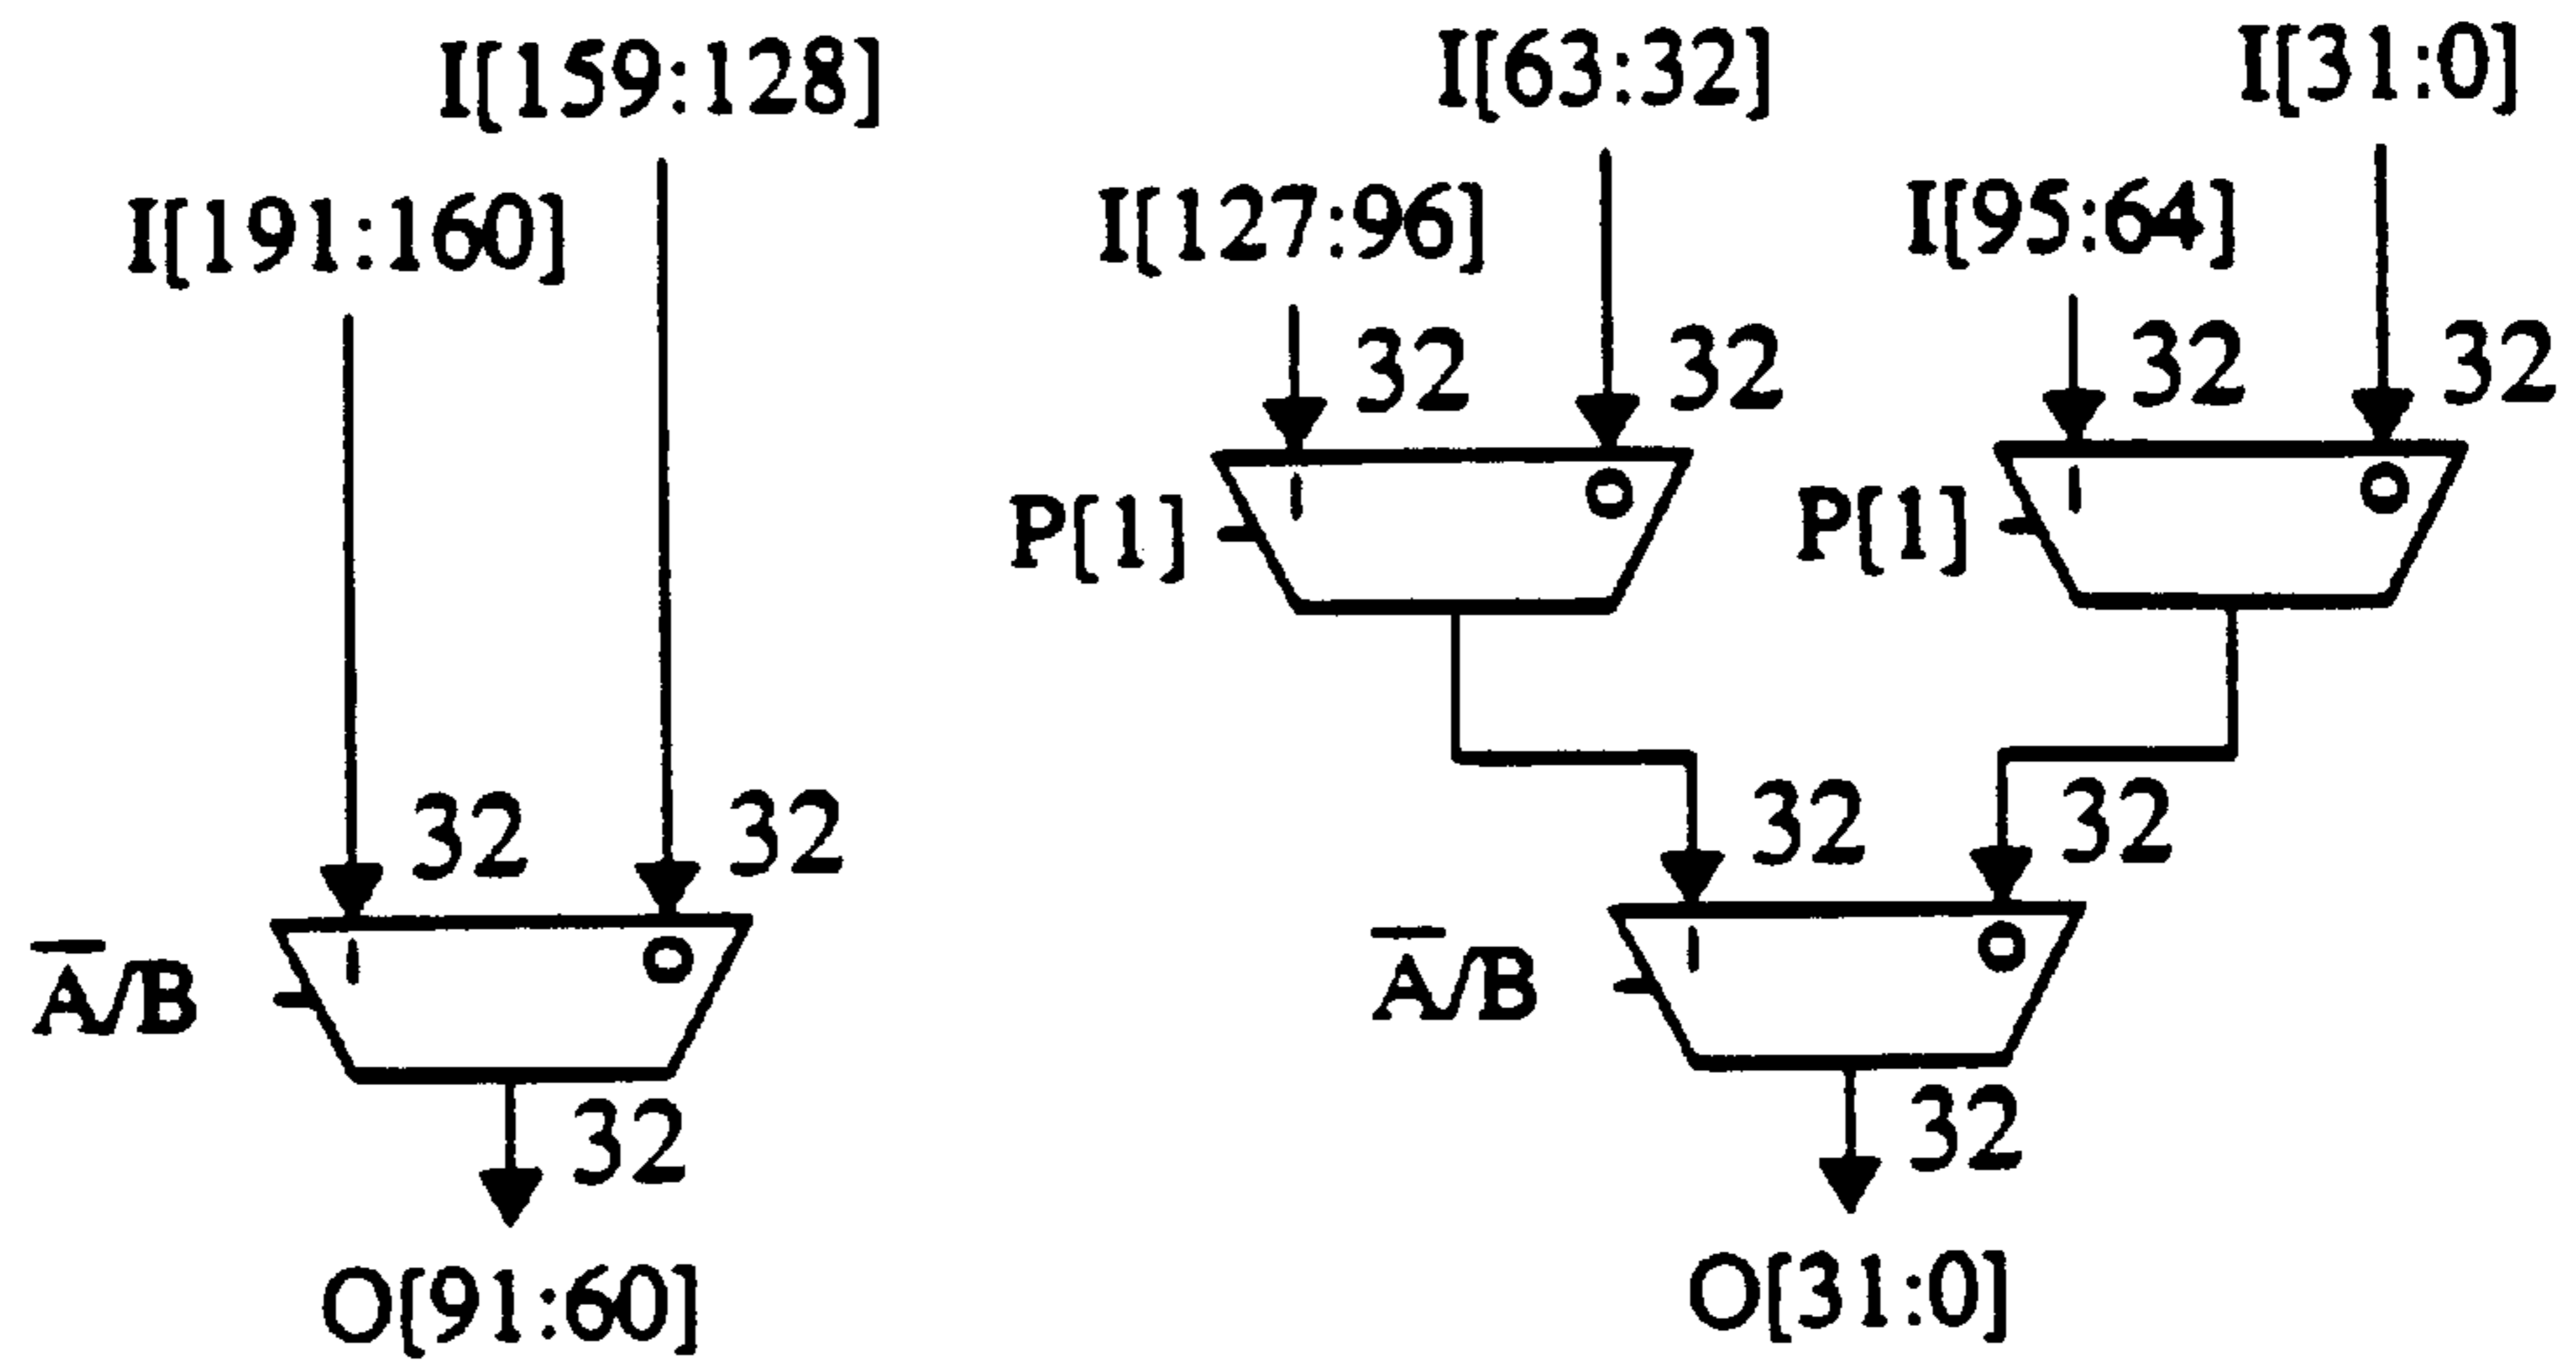 I[159:128]
I[63:32]
I[31:0]
I[191:160]
I[127:96]
I[95:64]
32
32
32
32
1
0
1
0
P[1]
P[1]
32
32
32
32
1
0
1
0
A̅/B
A̅/B
32
32
O[91:60]
O[31:0]